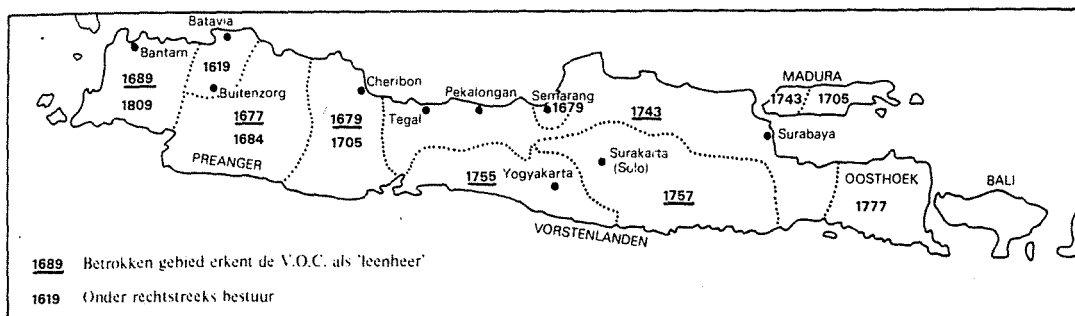 Batavia
Bantam
1689
1809
1619
Buitenzorg
1677
1684
PREANGER
Cheribon
1679
1705
Tegal
Pekalongan
Semarang
1679
1743
MADURA
1743
1705
Surabaya
Surakarta
(Solo)
1755
Yogyakarta
1757
VORSTENLANDEN
OOSTHOEK
1777
BALI
1689 Betrokken gebied erkent de V.O.C. als 'leenheer'
1619 Onder rechtstreeks bestuur